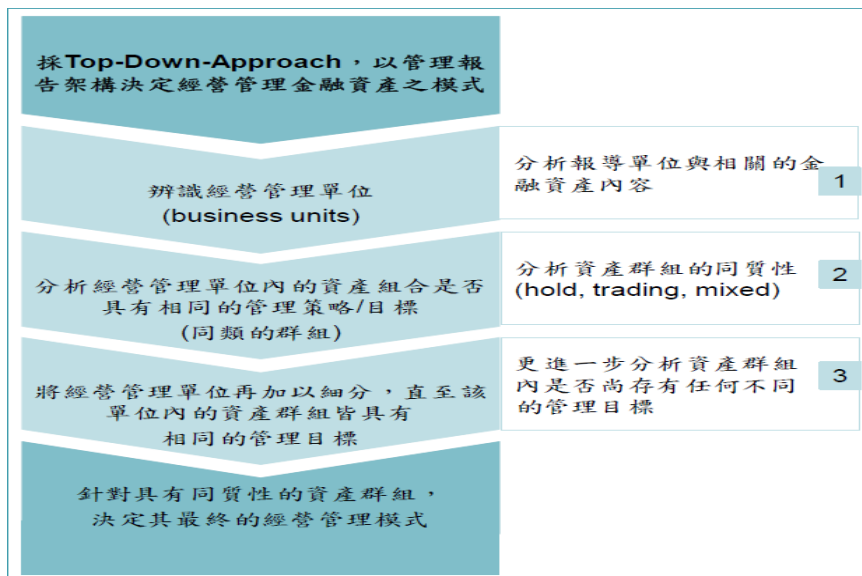 採Top-Down-Approach，以管理報
告架構決定經營管理金融資產之模式
辨識經營管理單位
(business units)
分析報導單位與相關的金
融資產內容
1
分析經營管理單位內的資產組合是否
具有相同的管理策略/目標
(同類的群組)
分析資產群組的同質性
(hold, trading, mixed)
2
將經營管理單位再加以細分，直至該
單位內的資產群組皆具有
相同的管理目標
更進一步分析資產群組
內是否尚存有任何不同
的管理目標
3
針對具有同質性的資產群組，
決定其最終的經營管理模式